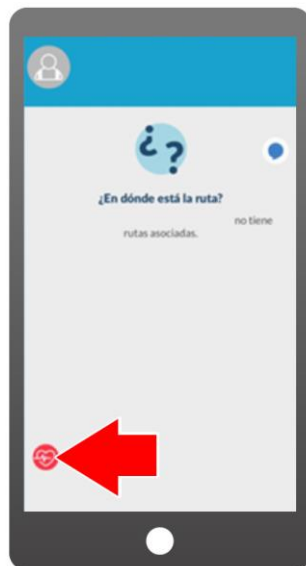 ¿?
¿En dónde está la ruta?
no tiene
rutas asociadas.